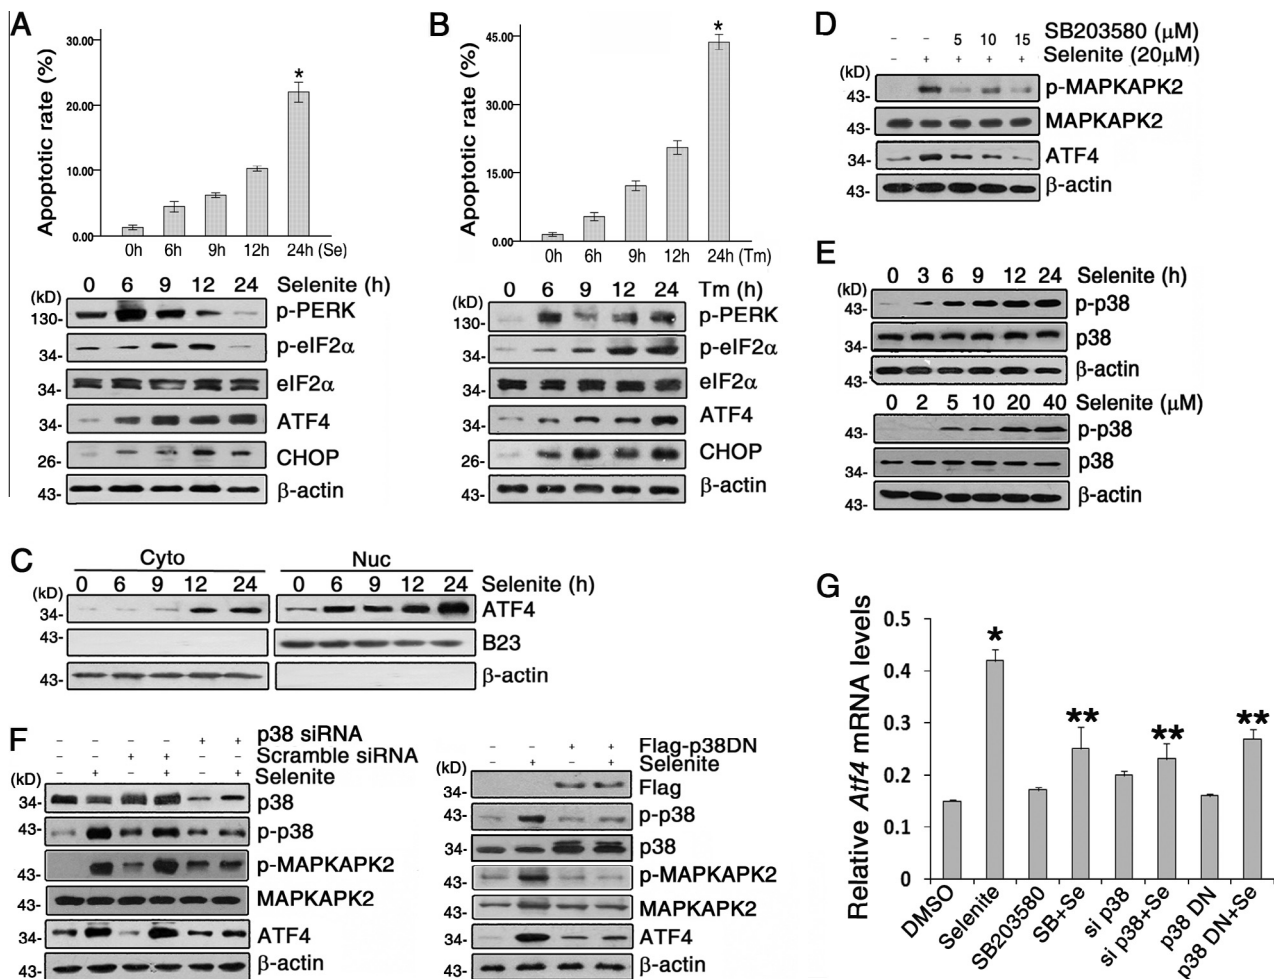 A
Apoptotic rate (%)
30.00
20.00
10.00
0.00
*
0h 6h 9h 12h 24h (Se)
0 6 9 12 24 Selenite (h)
(kD)
130- p-PERK
34- p-eIF2α
34- eIF2α
34- ATF4
26- CHOP
43- β-actin
B
Apoptotic rate (%)
45.00
30.00
15.00
0.00
*
0h 6h 9h 12h 24h (Tm)
0 6 9 12 24 Tm (h)
(kD)
130- p-PERK
34- p-eIF2α
34- eIF2α
34- ATF4
26- CHOP
43- β-actin
C
Cyto Nuc
0 6 9 12 24 0 6 9 12 24 Selenite (h)
(kD)
34- ATF4
43- B23
43- β-actin
D
- - 5 10 15 SB203580 (μM)
- + + + + Selenite (20μM)
(kD)
43- p-MAPKAPK2
43- MAPKAPK2
34- ATF4
43- β-actin
E
0 3 6 9 12 24 Selenite (h)
(kD)
43- p-p38
34- p38
43- β-actin
0 2 5 10 20 40 Selenite (μM)
43- p-p38
34- p38
43- β-actin
F
- - - - + + p38 siRNA
- - + + - - Scramble siRNA
- + - + - + Selenite
(kD)
34- p38
43- p-p38
43- p-MAPKAPK2
43- MAPKAPK2
34- ATF4
43- β-actin
- - + + Flag-p38DN
- + - + Selenite
(kD)
34- Flag
43- p-p38
34- p38
43- p-MAPKAPK2
43- MAPKAPK2
34- ATF4
43- β-actin
G
Relative Atf4 mRNA levels
0.5
0.4
0.3
0.2
0.1
0
* ** ** **
DMSO Selenite SB203580 SB+Se si p38 si p38+Se p38 DN p38 DN+Se